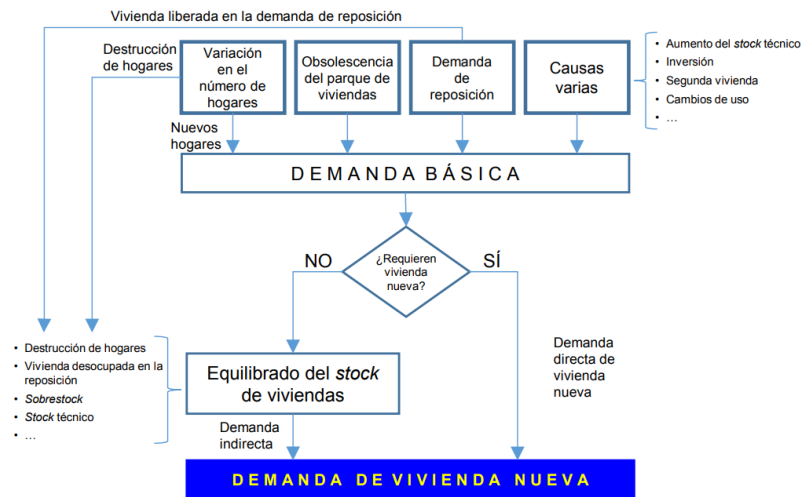 Vivienda liberada en la demanda de reposición
Destrucción
de hogares
Variación
en el
número de
hogares
Obsolescencia
del parque de
viviendas
Demanda
de
reposición
Causas
varias
• Aumento del stock técnico
• Inversión
• Segunda vivienda
• Cambios de uso
• …
Nuevos
hogares
DEMANDA BÁSICA
NO
¿Requieren
vivienda
nueva?
SÍ
• Destrucción de hogares
• Vivienda desocupada en la
reposición
• Sobrestock
• Stock técnico
• …
Equilibrado del stock
de viviendas
Demanda
directa de
vivienda
nueva
Demanda
indirecta
DEMANDA DE VIVIENDA NUEVA